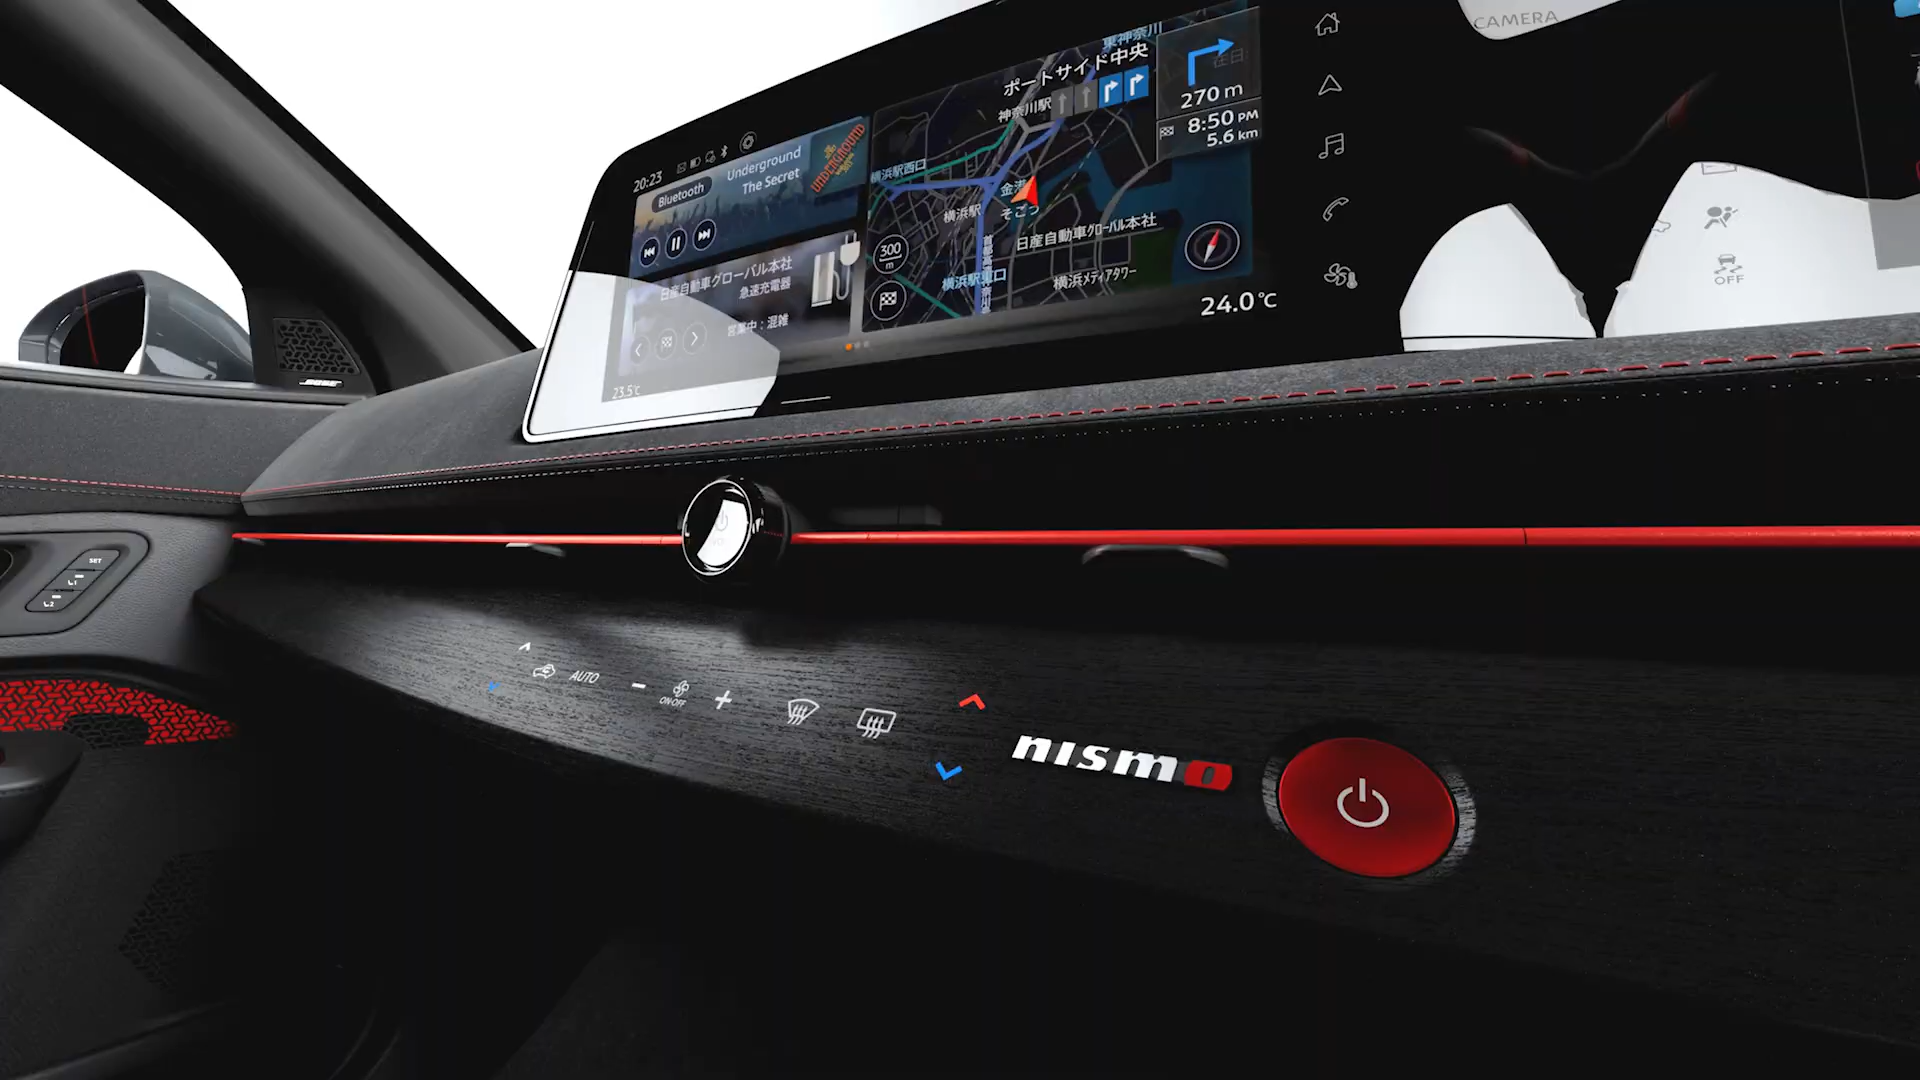 CAMERA
20:23
Bluetooth
Underground
The Secret
UNDERGROUND
東神奈川
ポートサイド中央
神奈川駅
270 m
8:50 PM
5.6 km
横浜駅西口
金港
横浜駅
そごう
日産自動車グローバル本社
横浜駅東口
横浜メディアタワー
300
m
日産自動車グローバル本社
急速充電器
営業中：混雑
23.5℃
24.0℃
OFF
BOSE
SET
1
2
AUTO
ON·OFF
nismo